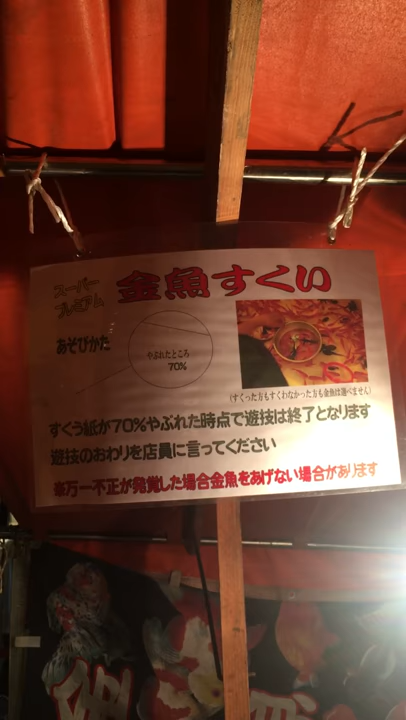 スーパー
プレミアム
金魚すくい
あそびかた
やぶれたところ
70%
(すくった方もすくわなかった方も金魚は選べません)
すくう紙が70%やぶれた時点で遊技は終了となります
遊技のおわりを店員に言ってください
※万一不正が発覚した場合金魚をあげない場合があります